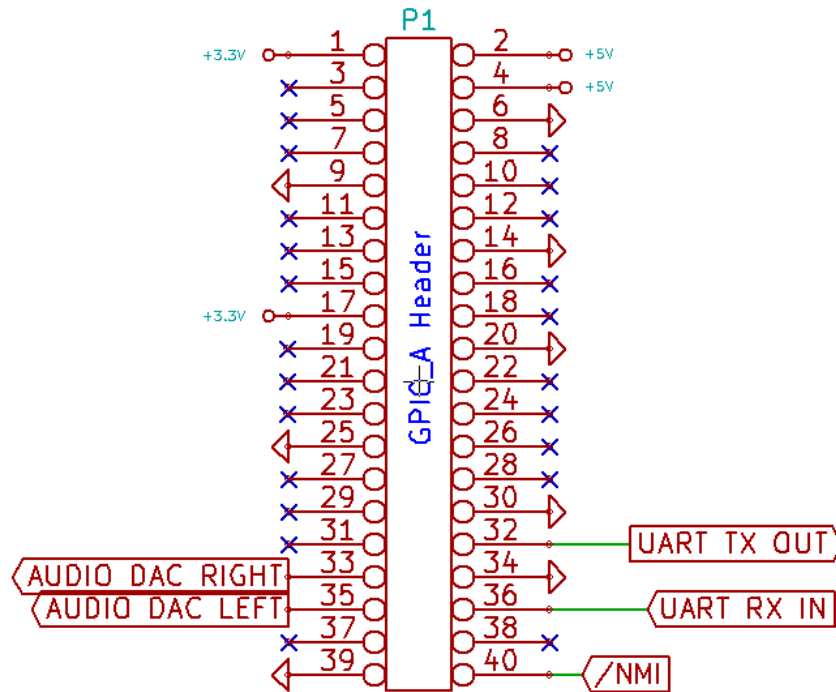 P1
+3.3V 1 2 +5V
3 4 +5V
5 6
7 8
9 10
11 12
13 14
15 16
+3.3V 17 18
19 20
21 22
23 24
25 26
27 28
29 30
31 32 UART TX OUT
AUDIO DAC RIGHT 33 34
AUDIO DAC LEFT 35 36 UART RX IN
37 38
39 40 /NMI
GPIO_A Header